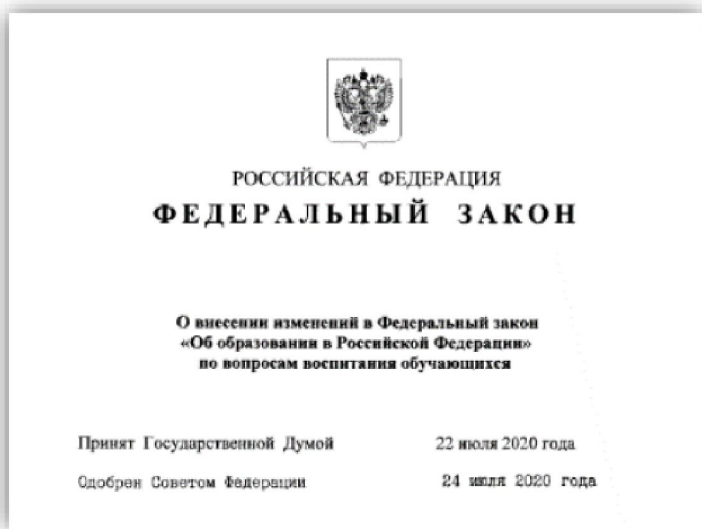 РОССИЙСКАЯ ФЕДЕРАЦИЯ
ФЕДЕРАЛЬНЫЙ ЗАКОН
О внесении изменений в Федеральный закон
«Об образовании в Российской Федерации»
по вопросам воспитания обучающихся
Принят Государственной Думой 22 июля 2020 года
Одобрен Советом Федерации 24 июля 2020 года